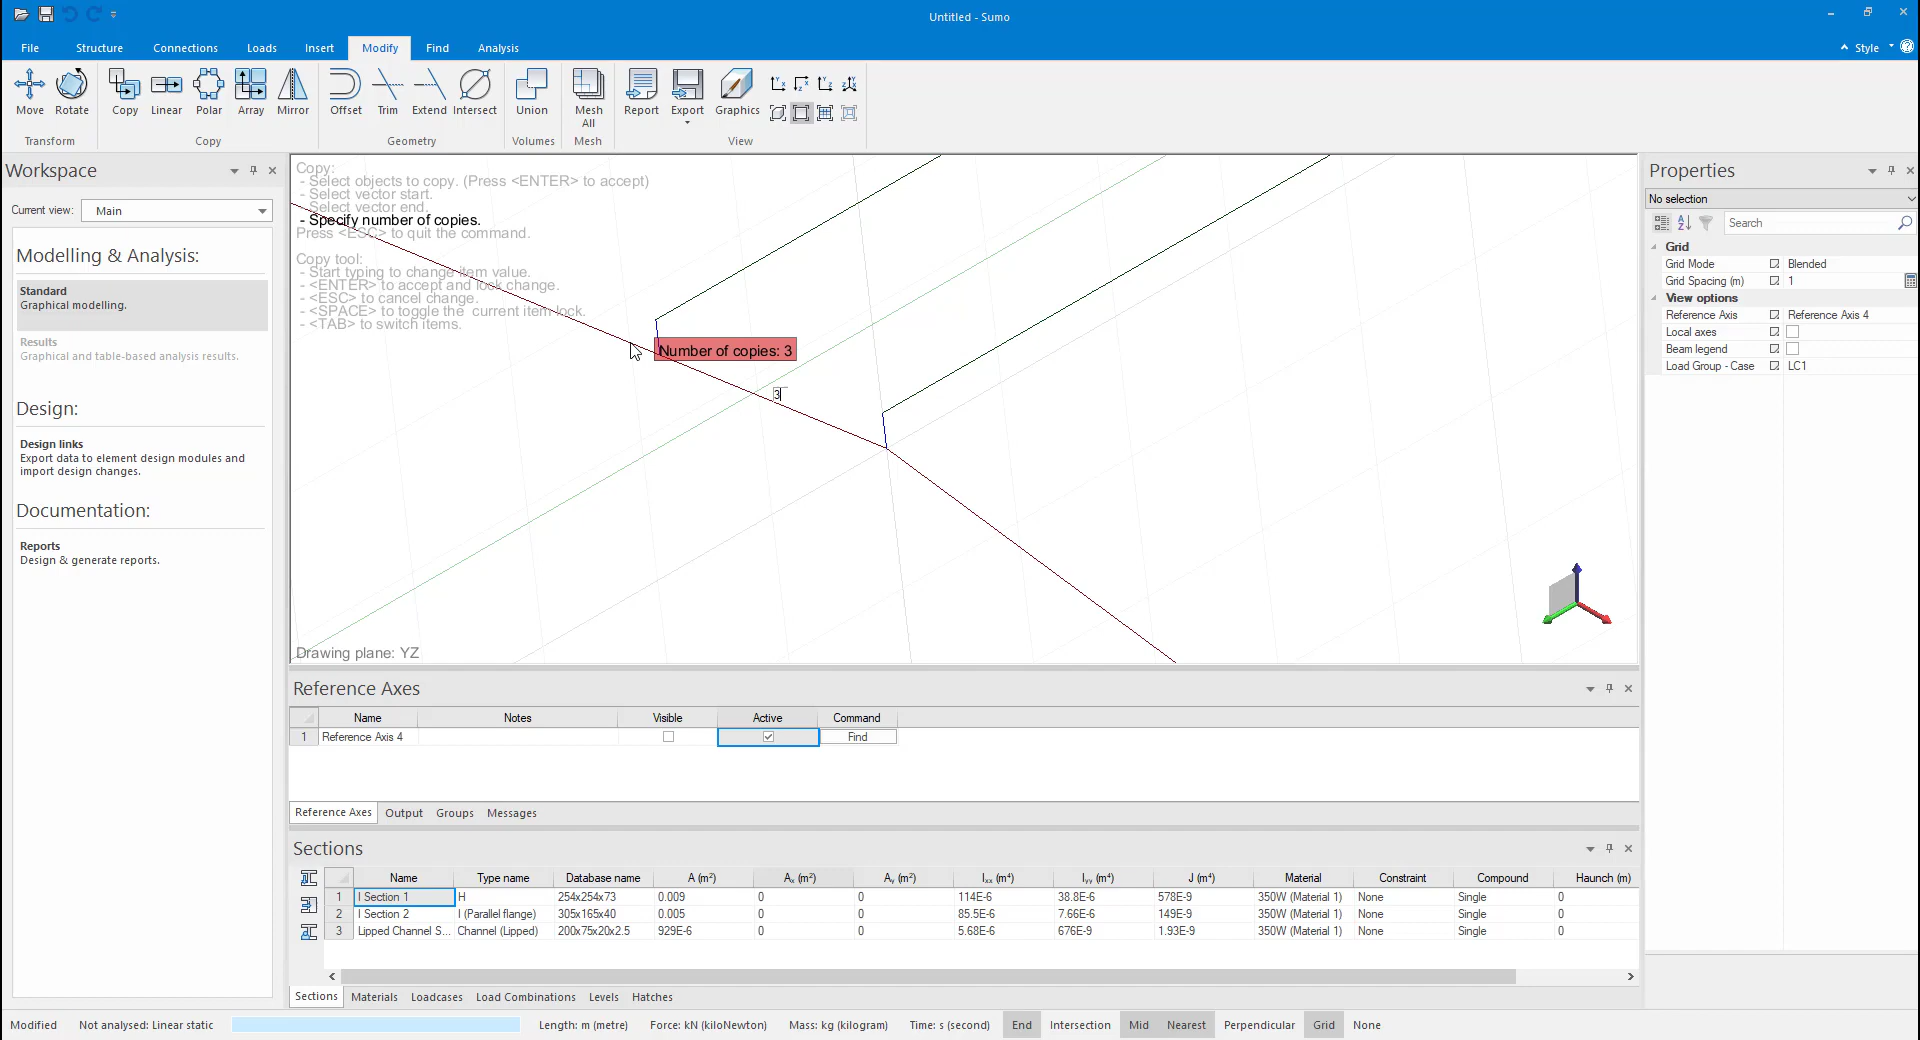 Untitled - Sumo
File Structure Connections Loads Insert Modify Find Analysis Style
Move Rotate Copy Linear Polar Array Mirror Offset Trim Extend Intersect Union Mesh All Report Export Graphics
Transform Copy Geometry Volumes Mesh View
Workspace
Current view: Main
Modelling & Analysis:
Standard
Graphical modelling.
Results
Graphical and table-based analysis results.
Design:
Design links
Export data to element design modules and
import design changes.
Documentation:
Reports
Design & generate reports.
Copy:
- Select objects to copy. (Press <ENTER> to accept)
- Select vector start.
- Select vector end.
- Specify number of copies.
Press <ESC> to quit the command.
Copy tool:
- Start typing to change item value.
- <ENTER> to accept and lock change.
- <ESC> to cancel change.
- <SPACE> to toggle the current item lock.
- <TAB> to switch items.
Number of copies: 3
3
Drawing plane: YZ
Properties
No selection
Search
Grid
Grid Mode Blended
Grid Spacing (m) 1
View options
Reference Axis Reference Axis 4
Local axes
Beam legend
Load Group - Case LC1
Reference Axes
Name Notes Visible Active Command
1 Reference Axis 4 Find
Reference Axes Output Groups Messages
Sections
Name Type name Database name A (m²) Aₓ (m²) Aᵧ (m²) Iₓₓ (m⁴) Iᵧᵧ (m⁴) J (m⁴) Material Constraint Compound Haunch (m)
1 I Section 1 H 254x254x73 0.009 0 0 114E-6 38.8E-6 578E-9 350W (Material 1) None Single 0
2 I Section 2 I (Parallel flange) 305x165x40 0.005 0 0 85.5E-6 7.66E-6 149E-9 350W (Material 1) None Single 0
3 Lipped Channel S... Channel (Lipped) 200x75x20x2.5 929E-6 0 0 5.68E-6 676E-9 1.93E-9 350W (Material 1) None Single 0
Sections Materials Loadcases Load Combinations Levels Hatches
Modified Not analysed: Linear static Length: m (metre) Force: kN (kiloNewton) Mass: kg (kilogram) Time: s (second) End Intersection Mid Nearest Perpendicular Grid None